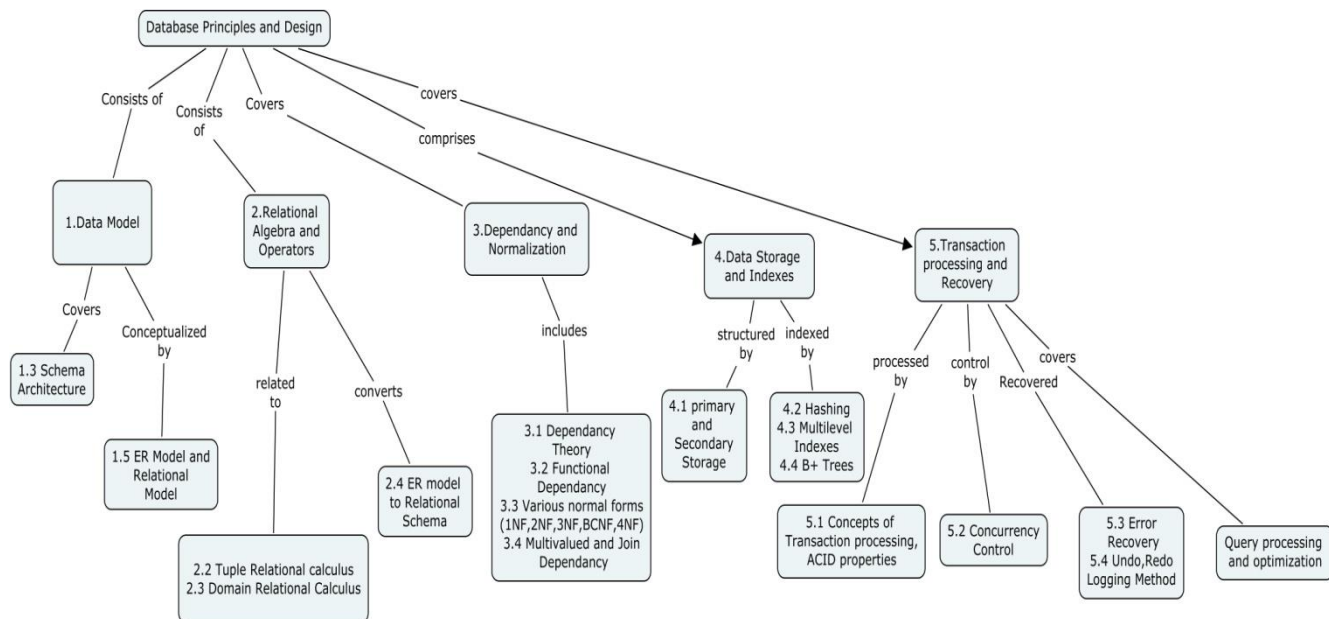 Database Principles and Design
Consists of
Consists
of
Covers
comprises
covers
1.Data Model
2.Relational
Algebra and
Operators
3.Dependancy and
Normalization
4.Data Storage
and Indexes
5.Transaction
processing and
Recovery
Covers
Conceptualized
by
related
to
converts
includes
structured
by
indexed
by
processed
by
control
by
Recovered
covers
1.3 Schema
Architecture
1.5 ER Model and
Relational
Model
2.2 Tuple Relational calculus
2.3 Domain Relational Calculus
2.4 ER model
to Relational
Schema
3.1 Dependancy
Theory
3.2 Functional
Dependancy
3.3 Various normal forms
(1NF,2NF,3NF,BCNF,4NF)
3.4 Multivalued and Join
Dependancy
4.1 primary
and
Secondary
Storage
4.2 Hashing
4.3 Multilevel
Indexes
4.4 B+ Trees
5.1 Concepts of
Transaction processing,
ACID properties
5.2 Concurrency
Control
5.3 Error
Recovery
5.4 Undo,Redo
Logging Method
Query processing
and optimization